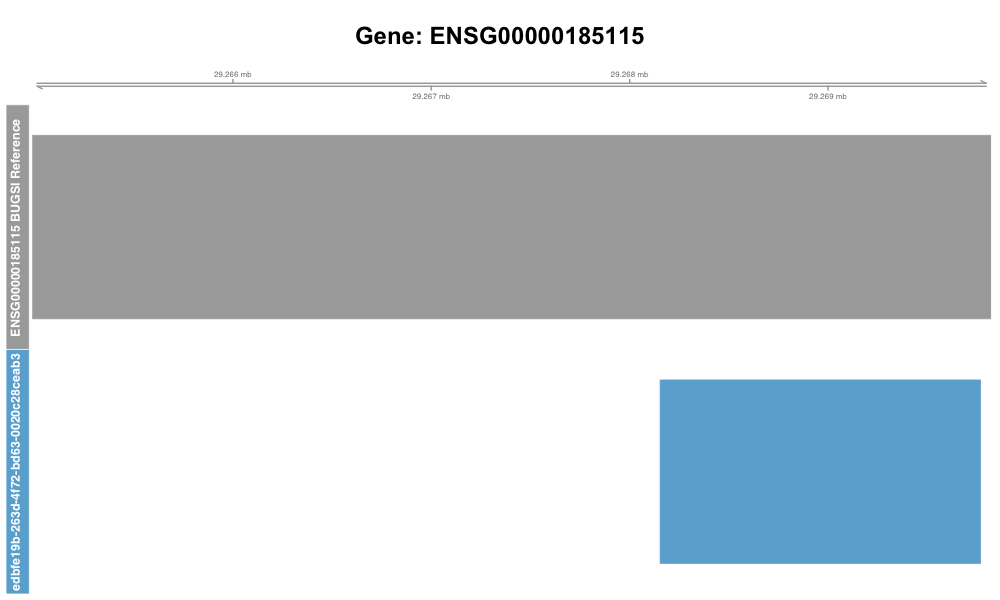 Gene: ENSG00000185115
29.266 mb
29.268 mb
29.267 mb
29.269 mb
ENSG00000185115 BUGSI Reference
edbfe19b-263d-4f72-bd63-0020c28ceab3